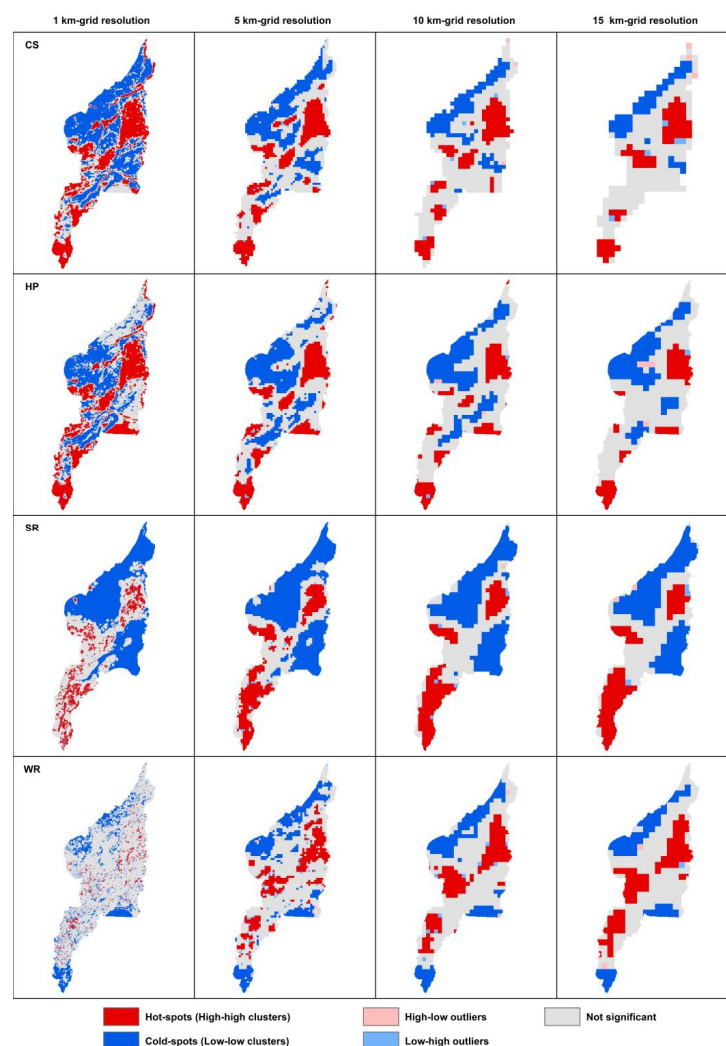 1 km-grid resolution 5 km-grid resolution 10 km-grid resolution 15 km-grid resolution
CS
HP
SR
WR
Hot-spots (High-high clusters) High-low outliers Not significant
Cold-spots (Low-low clusters) Low-high outliers